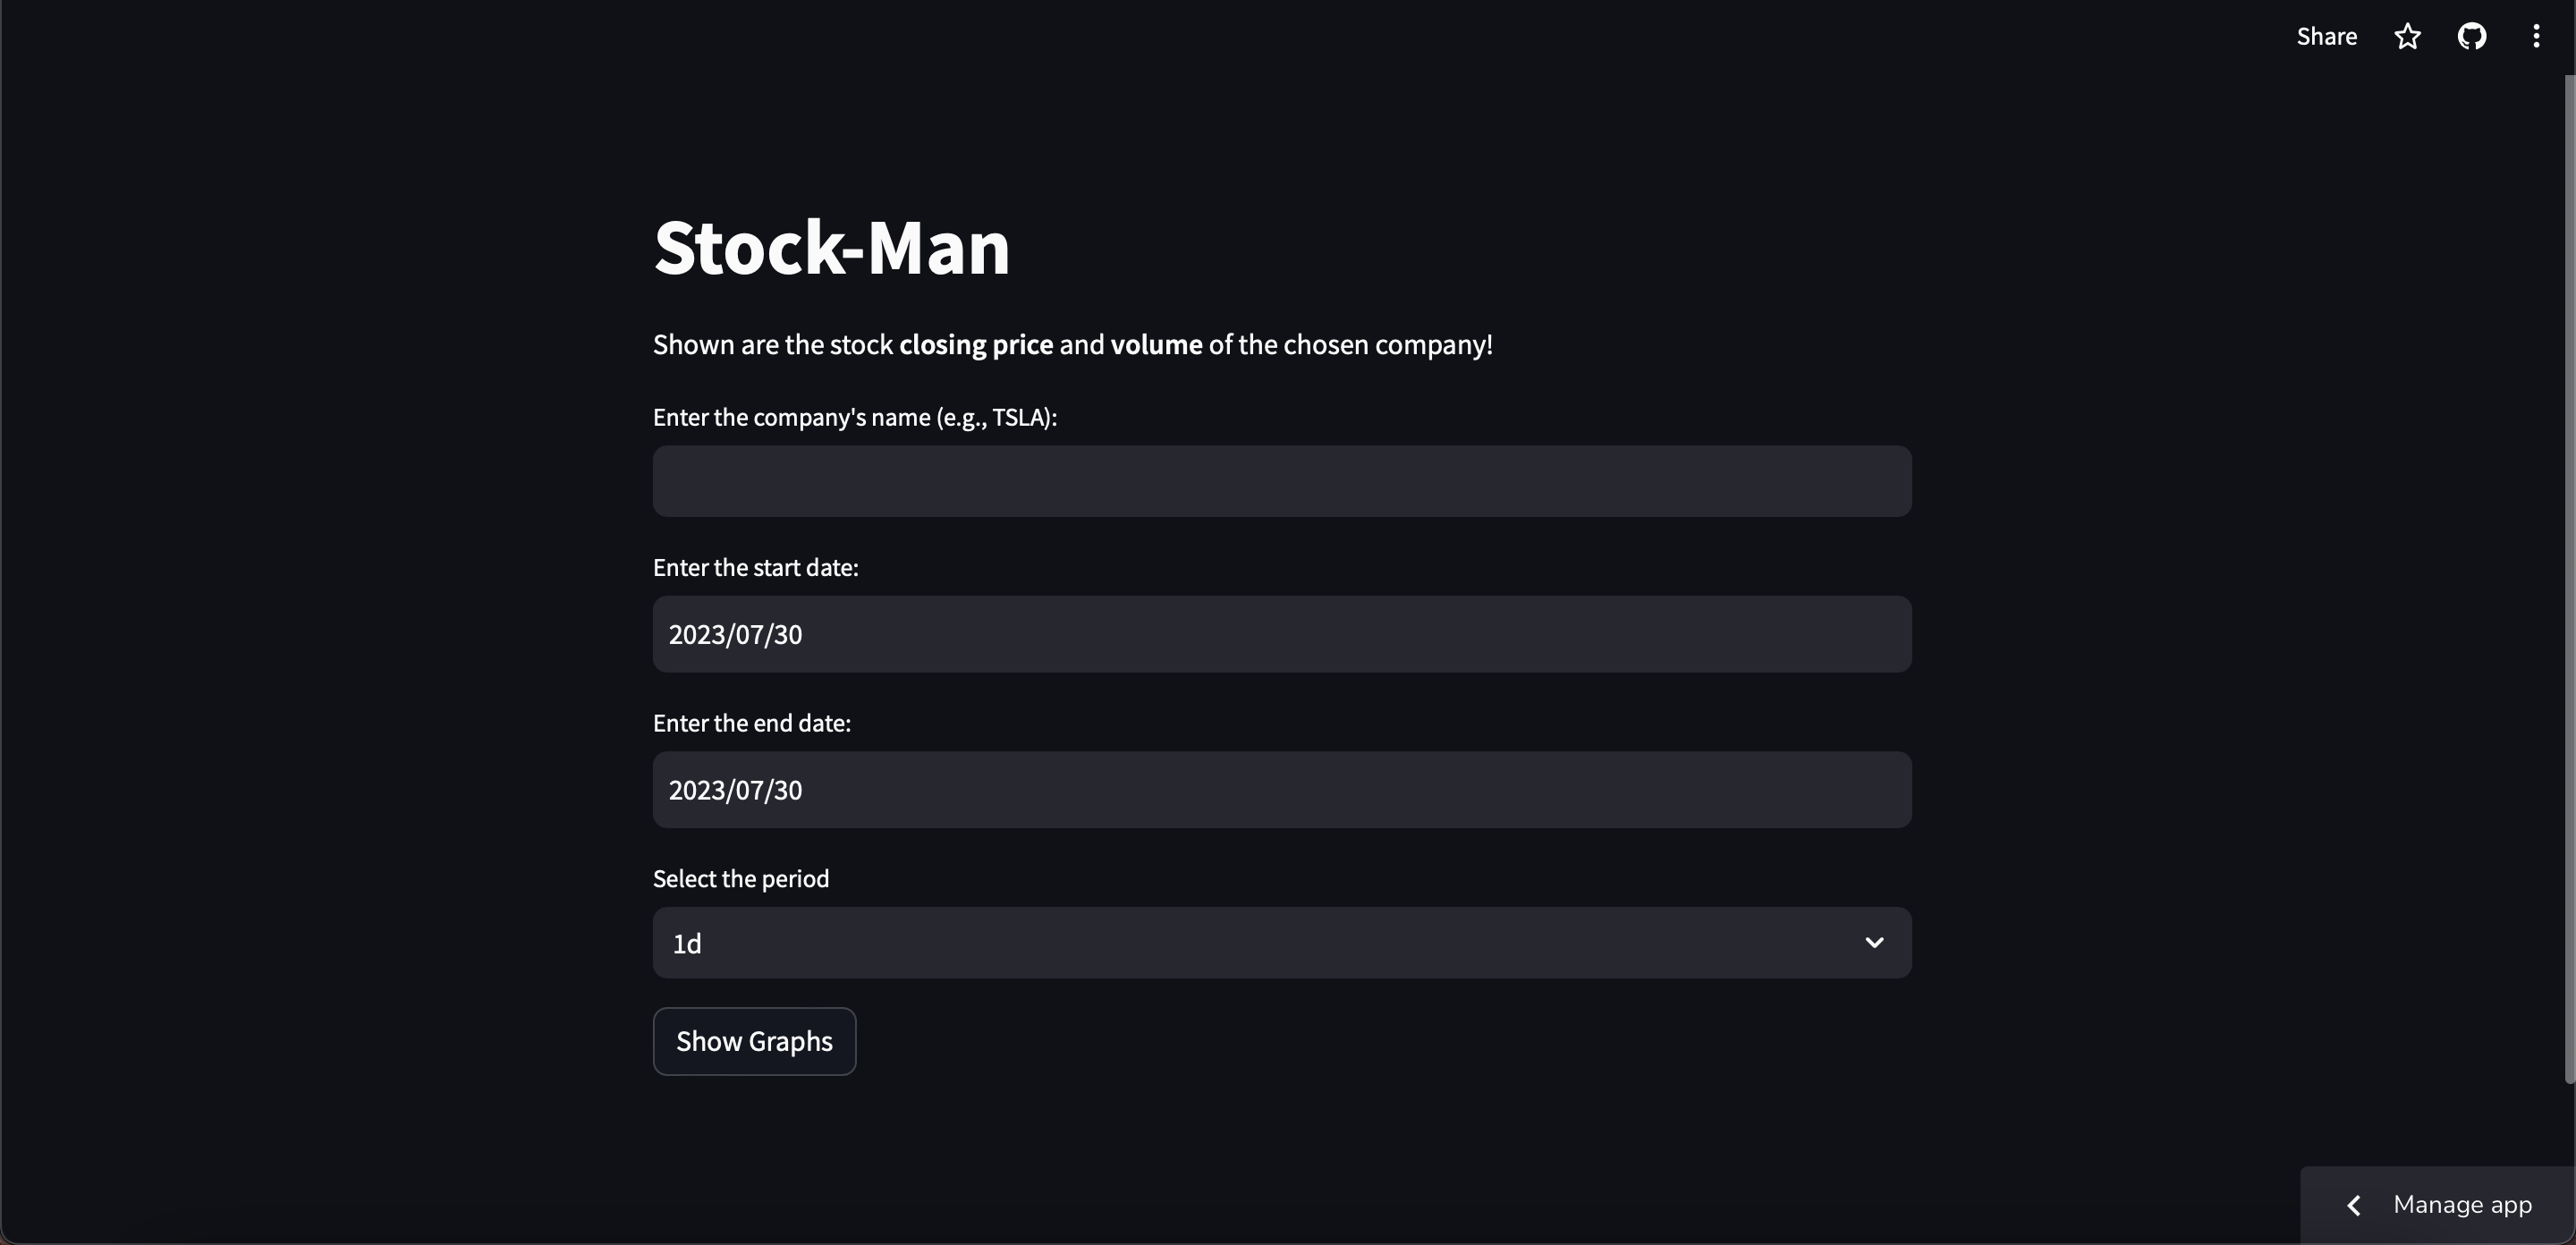 Share
Stock-Man
Shown are the stock closing price and volume of the chosen company!
Enter the company's name (e.g., TSLA):
Enter the start date:
2023/07/30
Enter the end date:
2023/07/30
Select the period
1d
Show Graphs
Manage app